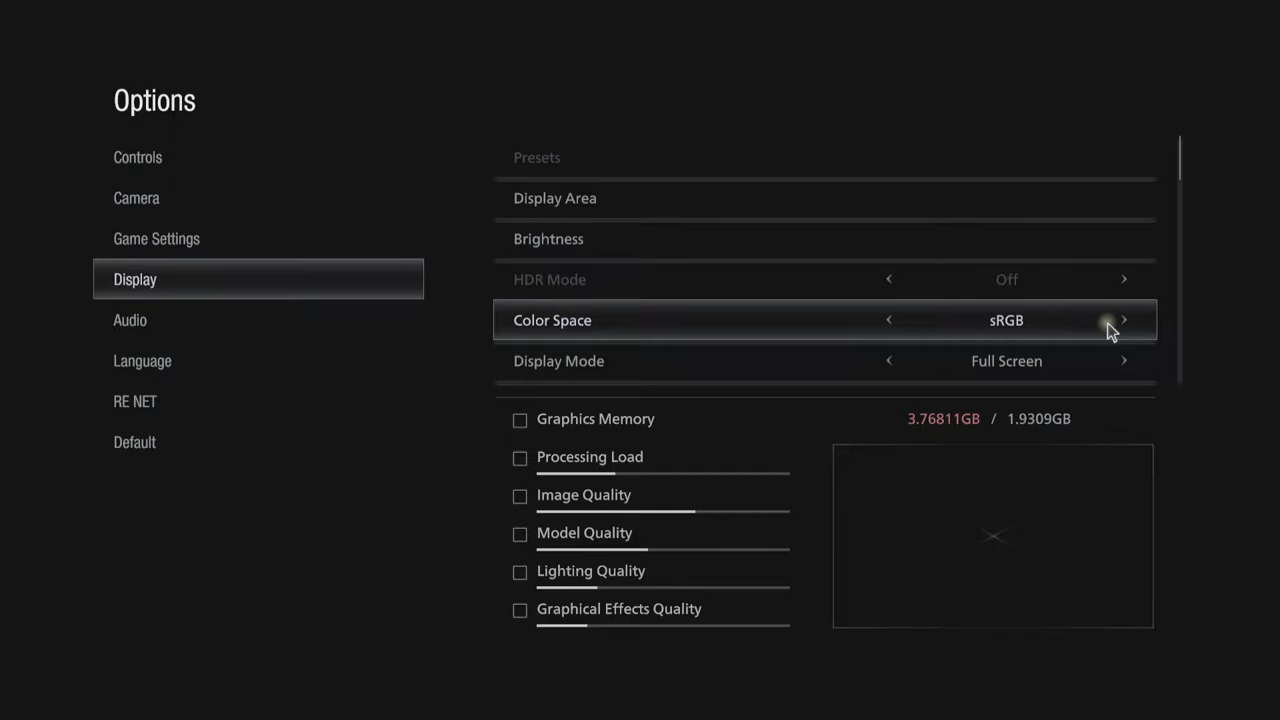 Options
Controls
Camera
Game Settings
Display
Audio
Language
RE NET
Default
Presets
Display Area
Brightness
HDR Mode < Off >
Color Space < sRGB >
Display Mode < Full Screen >
Graphics Memory 3.76811GB / 1.9309GB
Processing Load
Image Quality
Model Quality
Lighting Quality
Graphical Effects Quality